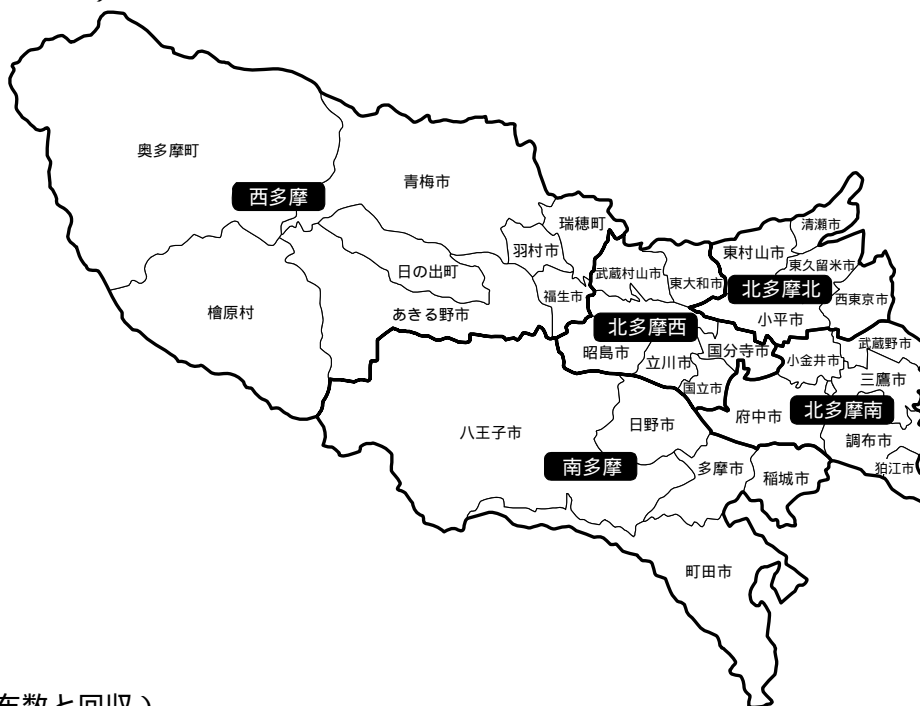 奥多摩町
青梅市
西多摩
清瀬市
瑞穂町
羽村市
東村山市
東久留米市
日の出町
武蔵村山市
東大和市
北多摩北
福生市
西東京市
檜原村
あきる野市
小平市
北多摩西
武蔵野市
昭島市
立川市
国分寺市
小金井市
三鷹市
国立市
北多摩南
府中市
八王子市
日野市
調布市
南多摩
多摩市
稲城市
狛江市
町田市
布数と回収）